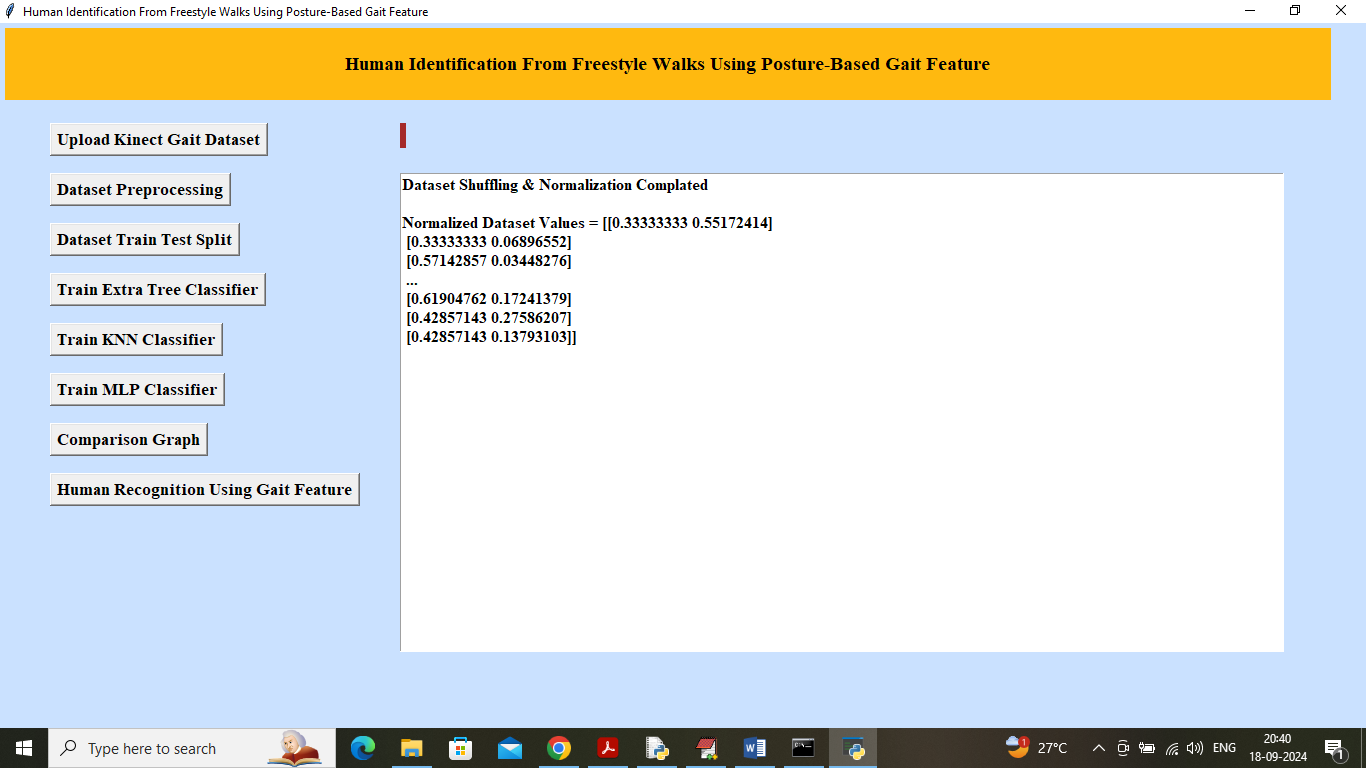 Human Identification From Freestyle Walks Using Posture-Based Gait Feature
Human Identification From Freestyle Walks Using Posture-Based Gait Feature
Upload Kinect Gait Dataset
Dataset Preprocessing
Dataset Train Test Split
Train Extra Tree Classifier
Train KNN Classifier
Train MLP Classifier
Comparison Graph
Human Recognition Using Gait Feature
Dataset Shuffling & Normalization Complated
Normalized Dataset Values = [[0.33333333 0.55172414]
[0.33333333 0.06896552]
[0.57142857 0.03448276]
...
[0.61904762 0.17241379]
[0.42857143 0.27586207]
[0.42857143 0.13793103]]
Type here to search
1
27°C
ENG
20:40
18-09-2024
1